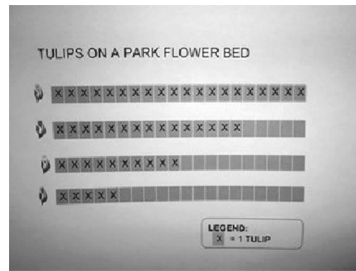 TULIPS ON A PARK FLOWER BED
X X X X X X X X X X X X X X X X X X X X
X X X X X X X X X X X X X X X
X X X X X X X X X X
X X X X X
LEGEND:
X = 1 TULIP